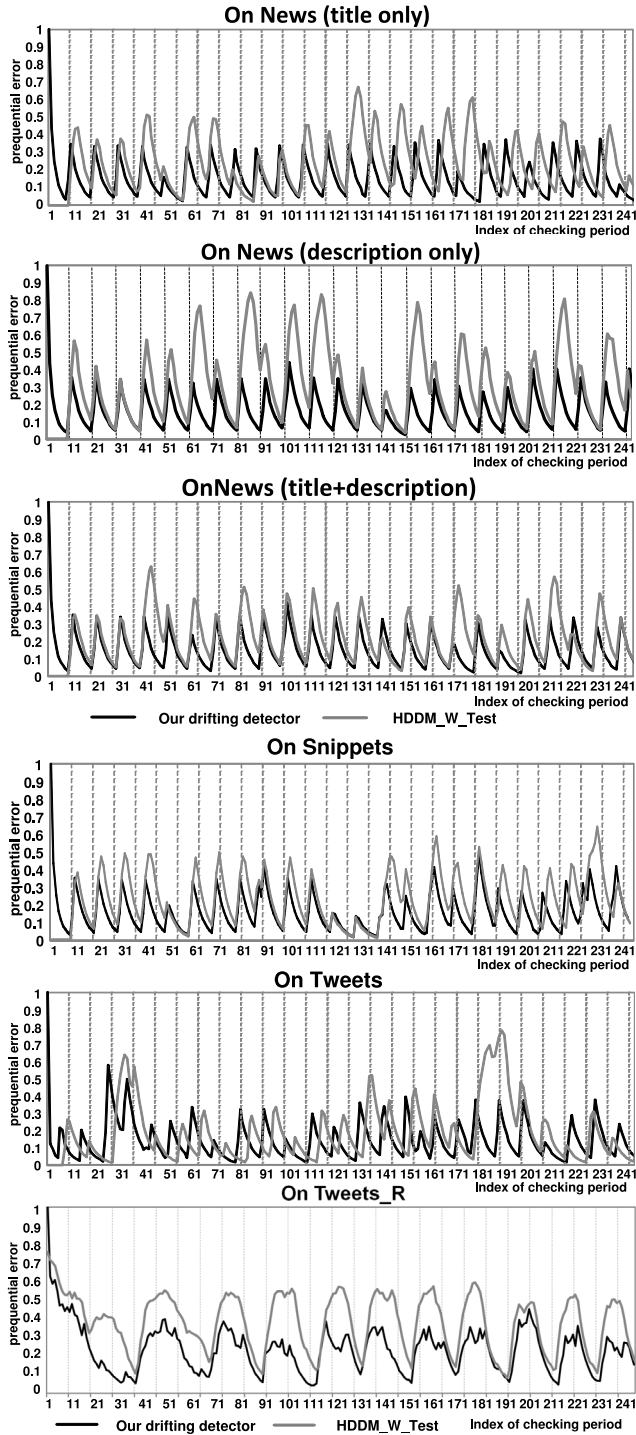 On News (title only)
prequential error
1
0.9
0.8
0.7
0.6
0.5
0.4
0.3
0.2
0.1
0
1 11 21 31 41 51 61 71 81 91 101 111 121 131 141 151 161 171 181 191 201 211 221 231 241
Index of checking period
On News (description only)
prequential error
1
0.9
0.8
0.7
0.6
0.5
0.4
0.3
0.2
0.1
0
1 11 21 31 41 51 61 71 81 91 101 111 121 131 141 151 161 171 181 191 201 211 221 231 241
Index of checking period
OnNews (title+description)
prequential error
1
0.9
0.8
0.7
0.6
0.5
0.4
0.3
0.2
0.1
0
1 11 21 31 41 51 61 71 81 91 101 111 121 131 141 151 161 171 181 191 201 211 221 231 241
Index of checking period
Our drifting detector HDDM_W_Test
On Snippets
prequential error
1
0.9
0.8
0.7
0.6
0.5
0.4
0.3
0.2
0.1
0
1 11 21 31 41 51 61 71 81 91 101 111 121 131 141 151 161 171 181 191 201 211 221 231 241
Index of checking period
On Tweets
prequential error
1
0.9
0.8
0.7
0.6
0.5
0.4
0.3
0.2
0.1
0
1 11 21 31 41 51 61 71 81 91 101 111 121 131 141 151 161 171 181 191 201 211 221 231 241
Index of checking period
On Tweets_R
prequential error
1
0.9
0.8
0.7
0.6
0.5
0.4
0.3
0.2
0.1
0
1 11 21 31 41 51 61 71 81 91 101 111 121 131 141 151 161 171 181 191 201 211 221 231 241
Our drifting detector HDDM_W_Test Index of checking period